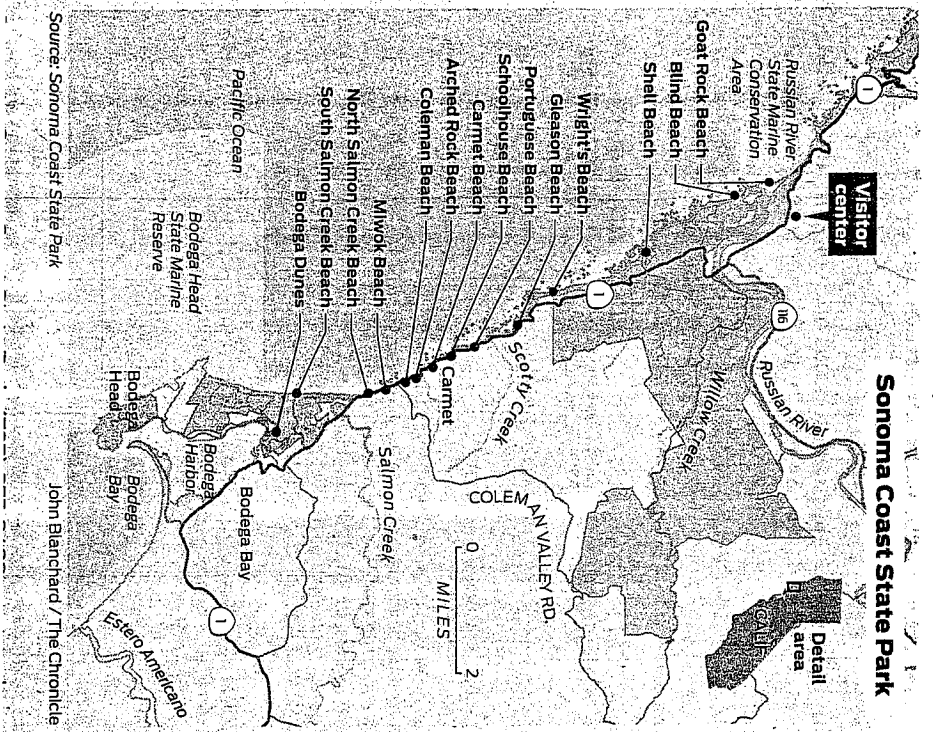 Sonoma Coast State Park
Visitor
center
1
116
Russian River
State Marine
Conservation
Area
Goat Rock Beach
Blind Beach
Shell Beach
Russian River
1
Willow Creek
Wright's Beach
Gleason Beach
Portuguese Beach
Schoolhouse Beach
Carmet Beach
Arched Rock Beach
Coleman Beach
Scotty Creek
Carmet
COLEMAN VALLEY RD.
Miwok Beach
North Salmon Creek Beach
South Salmon Creek Beach
Bodega Dunes
Salmon Creek
Pacific Ocean
Bodega Head
State Marine
Reserve
Bodega
Head
Bodega
Harbor
Bodega
Bay
Bodega Bay
1
Estero Americano
Detail
area
CALIF.
0
2
MILES
Source: Sonoma Coast State Park
John Blanchard / The Chronicle